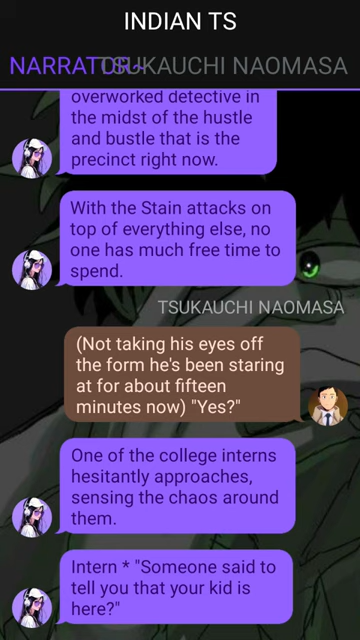 INDIAN TS
NARRATOR
TSUKAUCHI NAOMASA
overworked detective in
the midst of the hustle
and bustle that is the
precinct right now.
With the Stain attacks on
top of everything else, no
one has much free time to
spend.
TSUKAUCHI NAOMASA
(Not taking his eyes off
the form he's been staring
at for about fifteen
minutes now) "Yes?"
One of the college interns
hesitantly approaches,
sensing the chaos around
them.
Intern * "Someone said to
tell you that your kid is
here?"